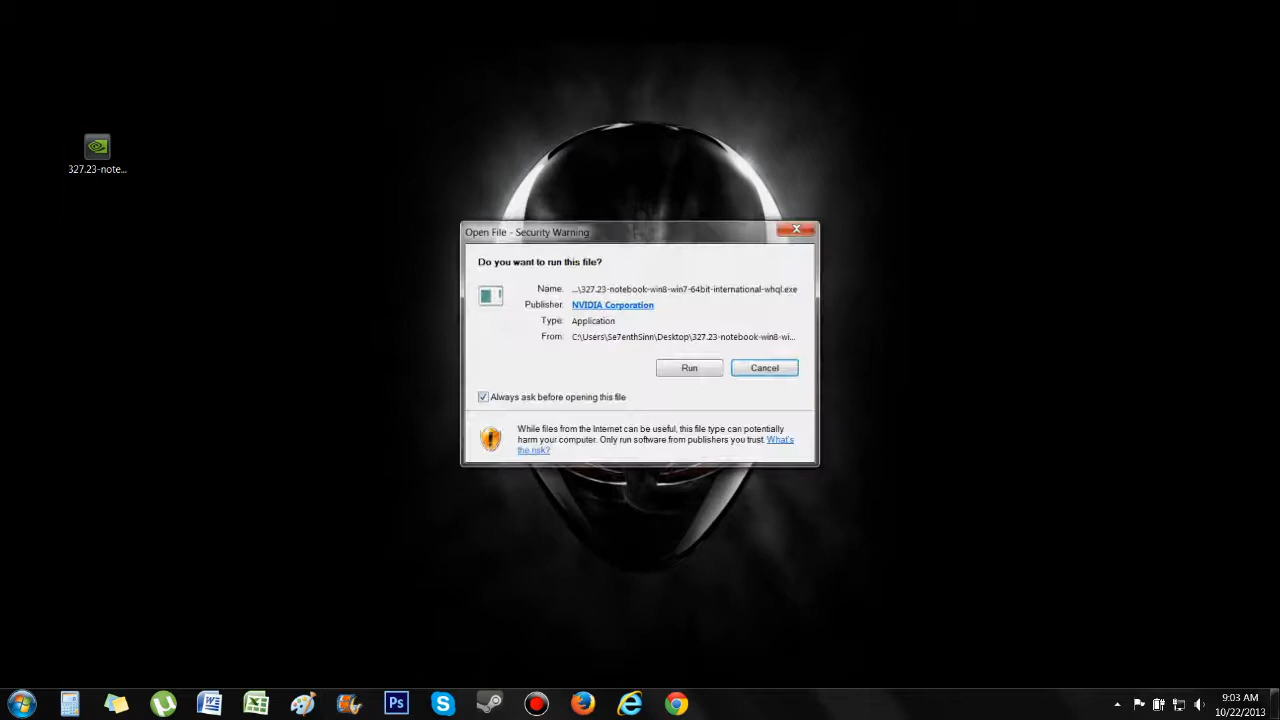 327.23-note...
Open File - Security Warning
Do you want to run this file?
Name: ...\327.23-notebook-win8-win7-64bit-international-whql.exe
Publisher: NVIDIA Corporation
Type: Application
From: C:\Users\Se7enthSinn\Desktop\327.23-notebook-win8-wi...
Run Cancel
Always ask before opening this file
While files from the Internet can be useful, this file type can potentially
harm your computer. Only run software from publishers you trust. What's
the risk?
Ps
9:03 AM
10/22/2013